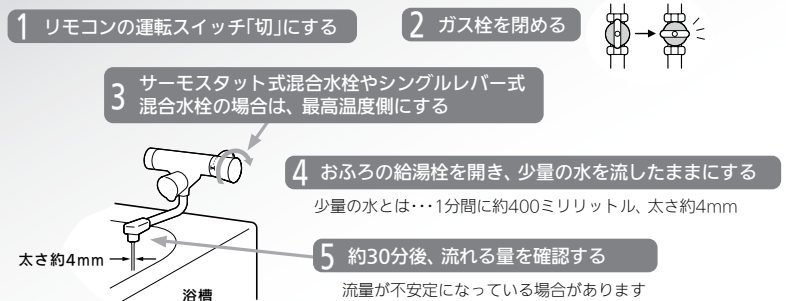 1 リモコンの運転スイッチ｢切｣にする
2 ガス栓を閉める
3 サーモスタット式混合水栓やシングルレバー式
混合水栓の場合は、最高温度側にする
4 おふろの給湯栓を開き、少量の水を流したままにする
少量の水とは･･･1分間に約400ミリリットル、太さ約4mm
5 約30分後、流れる量を確認する
流量が不安定になっている場合があります
太さ約4mm
浴槽